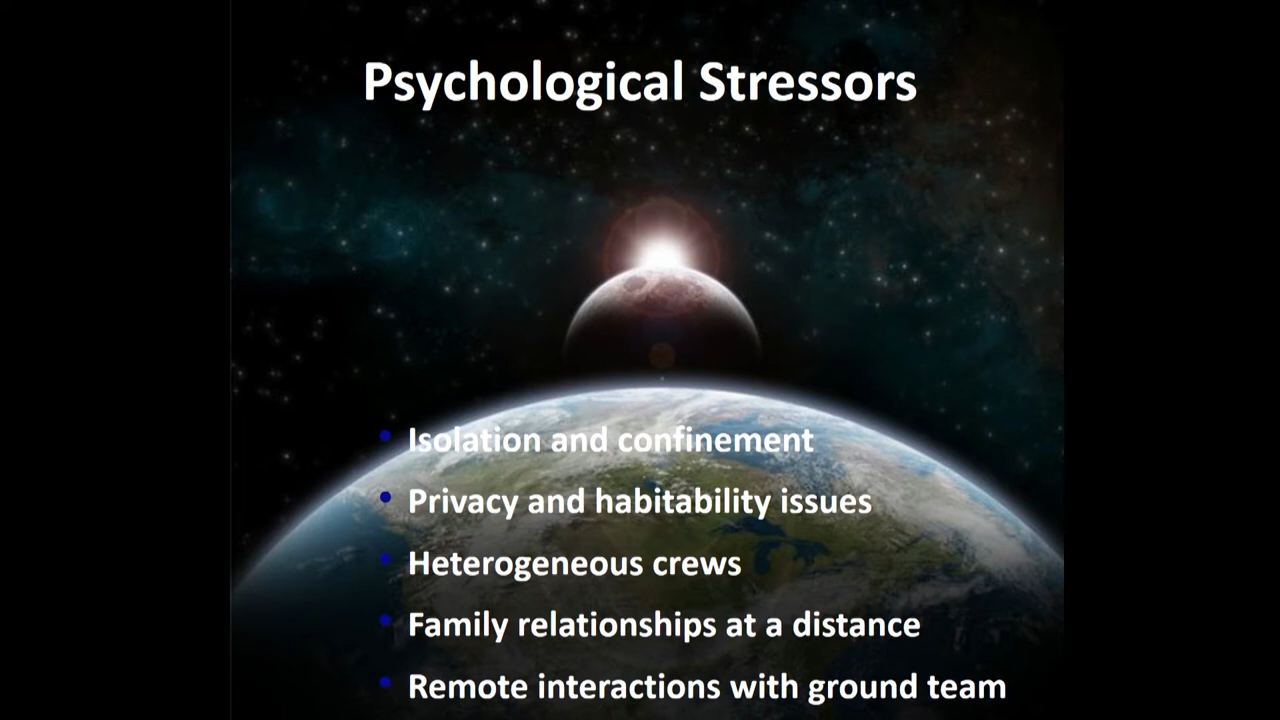 Psychological Stressors
• Isolation and confinement
• Privacy and habitability issues
• Heterogeneous crews
• Family relationships at a distance
• Remote interactions with ground team